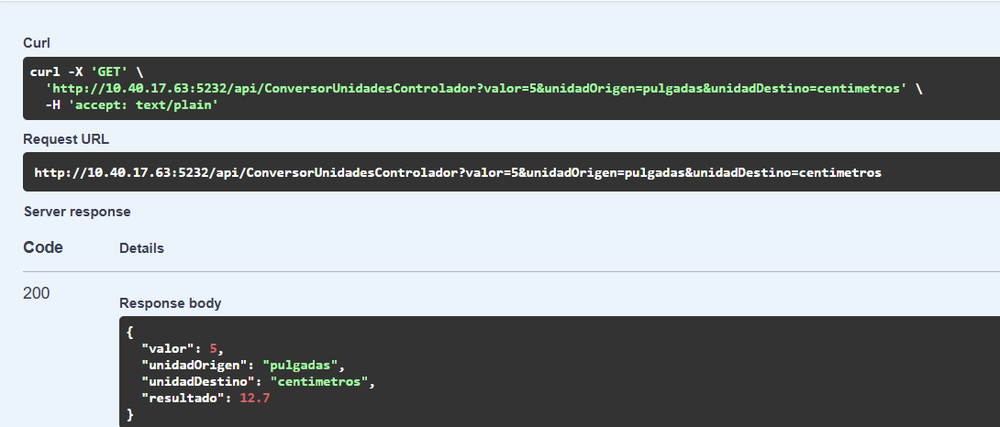 Curl
curl -X 'GET' \
'http://10.40.17.63:5232/api/ConversorUnidadesControlador?valor=5&unidadOrigen=pulgadas&unidadDestino=centimetros' \
-H 'accept: text/plain'
Request URL
http://10.40.17.63:5232/api/ConversorUnidadesControlador?valor=5&unidadOrigen=pulgadas&unidadDestino=centimetros
Server response
Code Details
200
Response body
{
"valor": 5,
"unidadOrigen": "pulgadas",
"unidadDestino": "centimetros",
"resultado": 12.7
}